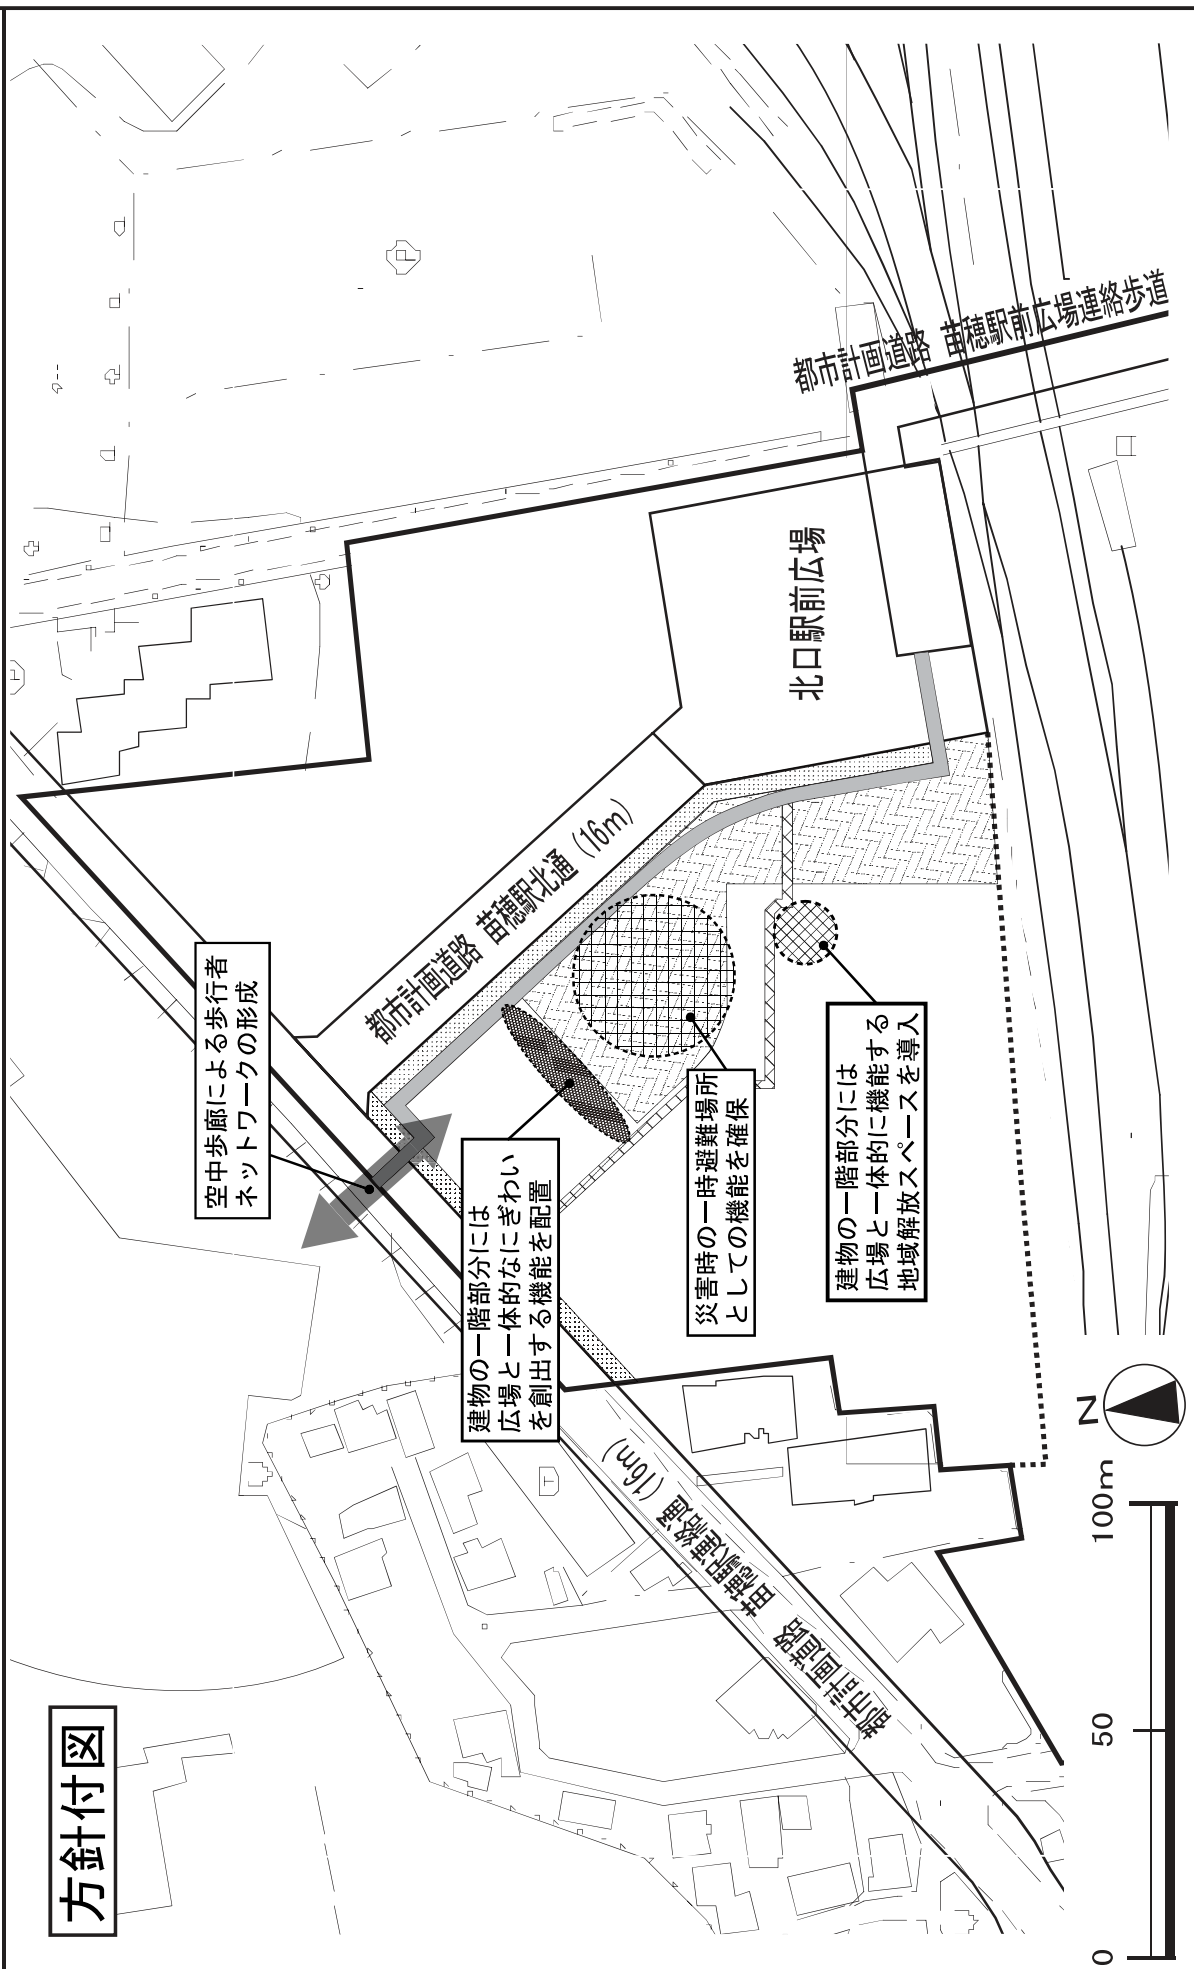 方針付図
空中歩廊による歩行者
ネットワークの形成
都市計画道路 苗穂駅北通（16m）
都市計画道路 苗穂駅前広場連絡歩道
北口駅前広場
建物の一階部分には
広場と一体的なにぎわい
を創出する機能を配置
災害時の一時避難場所
としての機能を確保
建物の一階部分には
広場と一体的に機能する
地域解放スペースを導入
都市計画道路 苗穂駅連絡通（16m）
N
0 50 100m